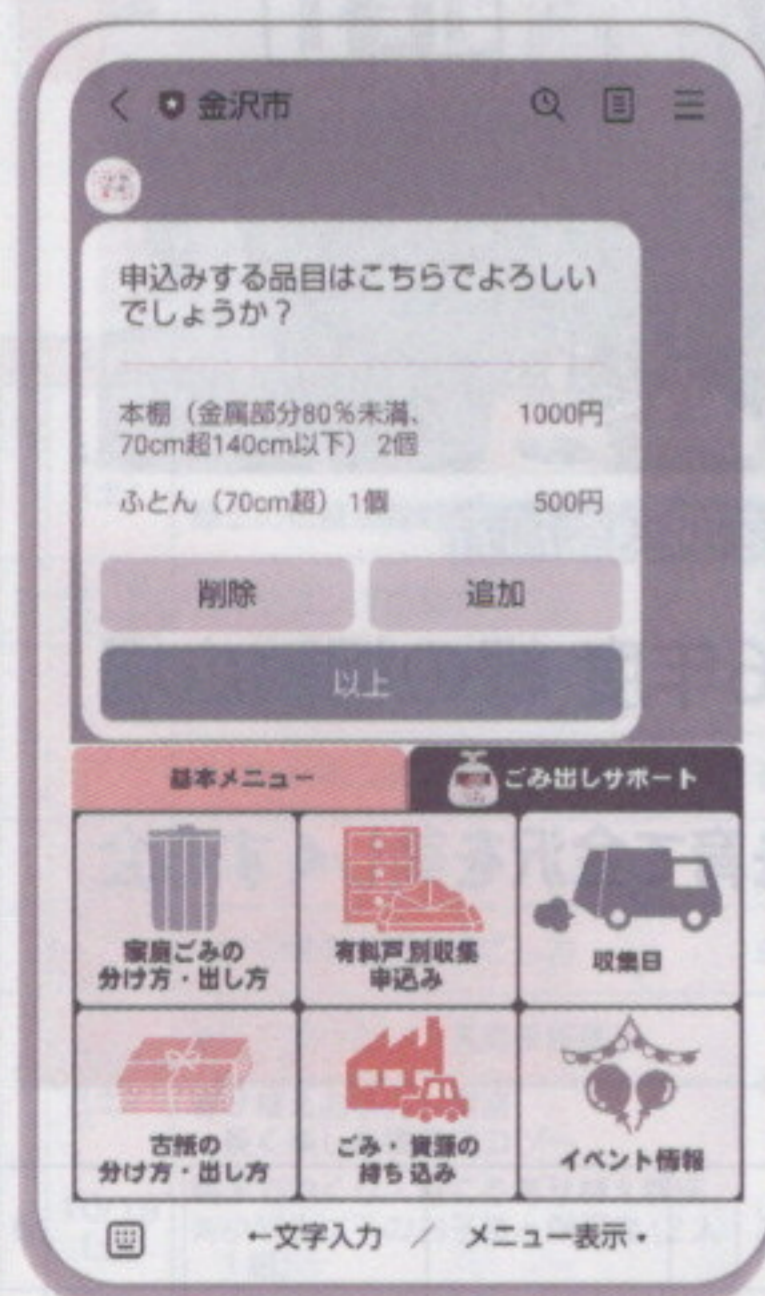 金沢市
申込みする品目はこちらでよろしい
でしょうか？
本棚（金属部分80％未満、 1000円
70cm超140cm以下） 2個
ふとん（70cm超） 1個 500円
削除 追加
以上
基本メニュー ごみ出しサポート
家庭ごみの
分け方・出し方
有料戸別収集
申込み
収集日
古紙の
分け方・出し方
ごみ・資源の
持ち込み
イベント情報
←文字入力 / メニュー表示・